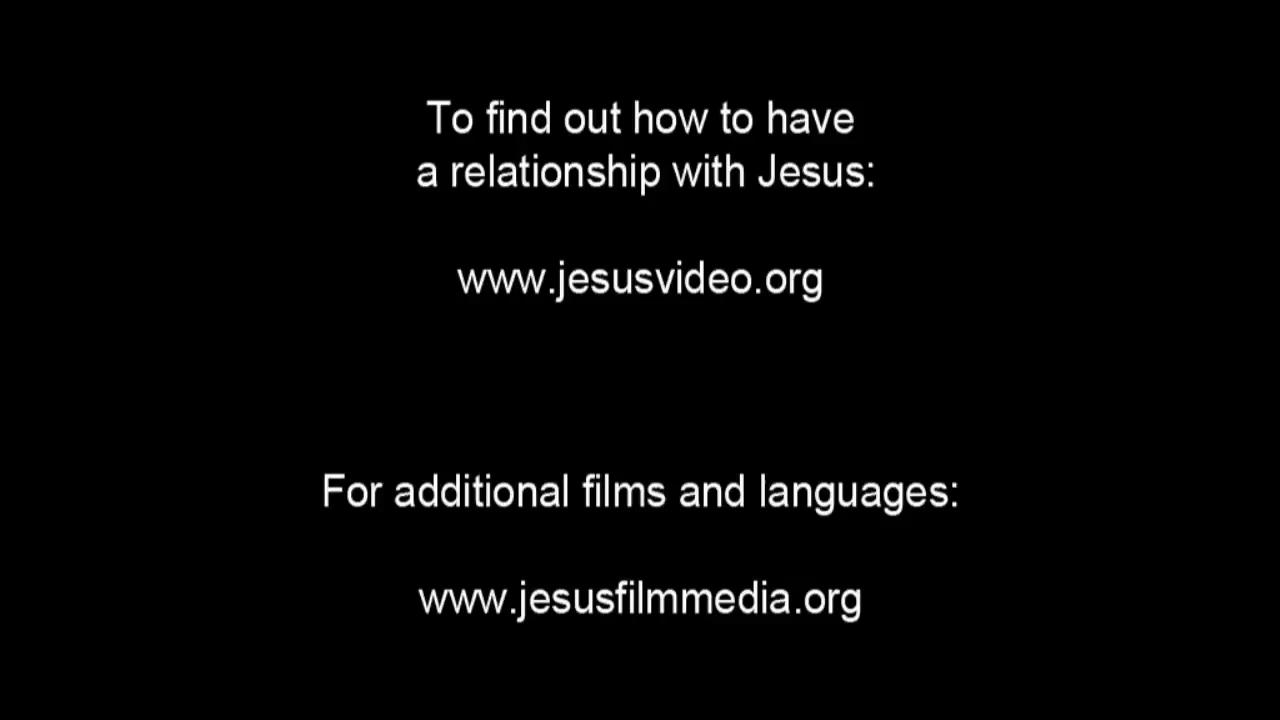 To find out how to have
a relationship with Jesus:
www.jesusvideo.org
For additional films and languages:
www.jesusfilmmedia.org